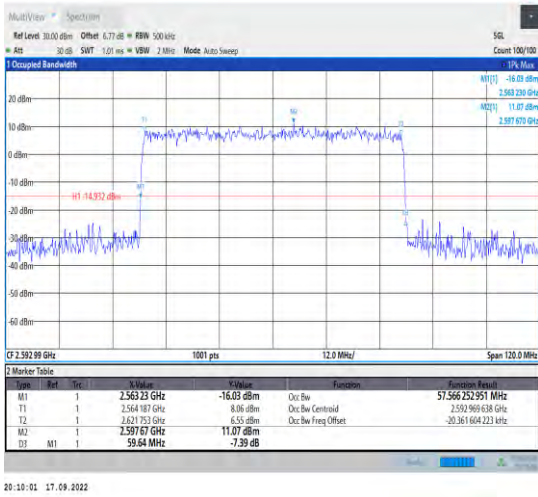 MultiView Spectrum
Ref Level 30.00 dBm Offset 6.77 dB RBW 500 kHz SGL
Att 30 dB SWT 1.01 ms VBW 2 MHz Mode Auto Sweep Count 100/100
1 Occupied Bandwidth 1Pk Max
M1[1] -16.03 dBm
2.563 230 GHz
M2[1] 11.07 dBm
2.597 670 GHz
20 dBm
T1 M2 T2
10 dBm
0 dBm
-10 dBm
M1
H1 -14.932 dBm
-20 dBm
D3
-30 dBm
-40 dBm
-50 dBm
-60 dBm
CF 2.592 99 GHz 1001 pts 12.0 MHz/ Span 120.0 MHz
2 Marker Table
Type Ref Trc X-Value Y-Value Function Function Result
M1 1 2.563 23 GHz -16.03 dBm Occ Bw 57.566 252 951 MHz
T1 1 2.564 187 GHz 8.06 dBm Occ Bw Centroid 2.592 969 638 GHz
T2 1 2.621 753 GHz 6.55 dBm Occ Bw Freq Offset -20.361 604 223 kHz
M2 1 2.597 67 GHz 11.07 dBm
D3 M1 1 59.64 MHz -7.39 dB
20:10:01 17.09.2022